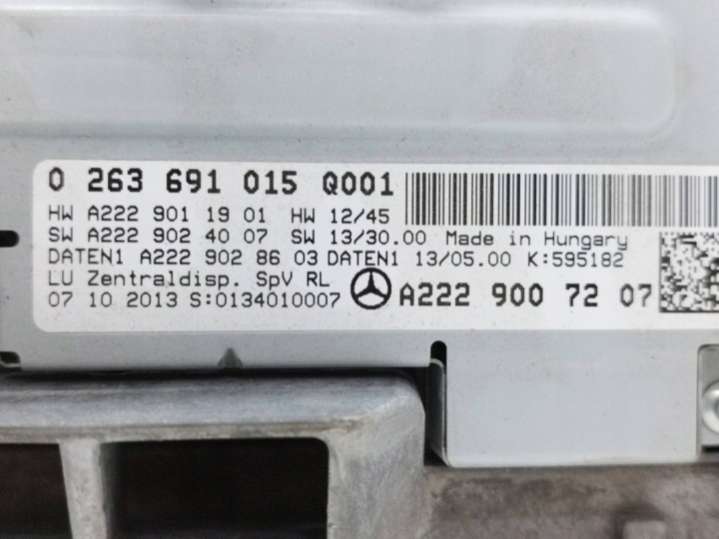 0 263 691 015 Q001
HW A222 901 19 01 HW 12/45
SW A222 902 40 07 SW 13/30.00 Made in Hungary
DATEN1 A222 902 86 03 DATEN1 13/05.00 K:595182
LU Zentraldisp. SpV RL
07 10 2013 S:0134010007 A222 900 72 07